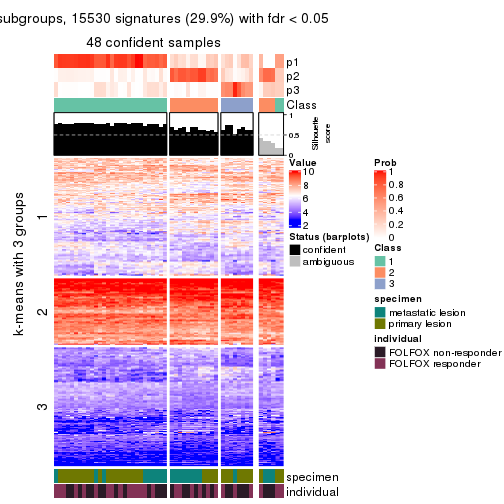 subgroups, 15530 signatures (29.9%) with fdr < 0.05
48 confident samples
p1
p2
p3
Class
1
0.5
0
Silhouette
score
k-means with 3 groups
1
2
3
specimen
individual
Value
10
8
6
4
2
Status (barplots)
confident
ambiguous
Prob
1
0.8
0.6
0.4
0.2
0
Class
1
2
3
specimen
metastatic lesion
primary lesion
individual
FOLFOX non-responder
FOLFOX responder